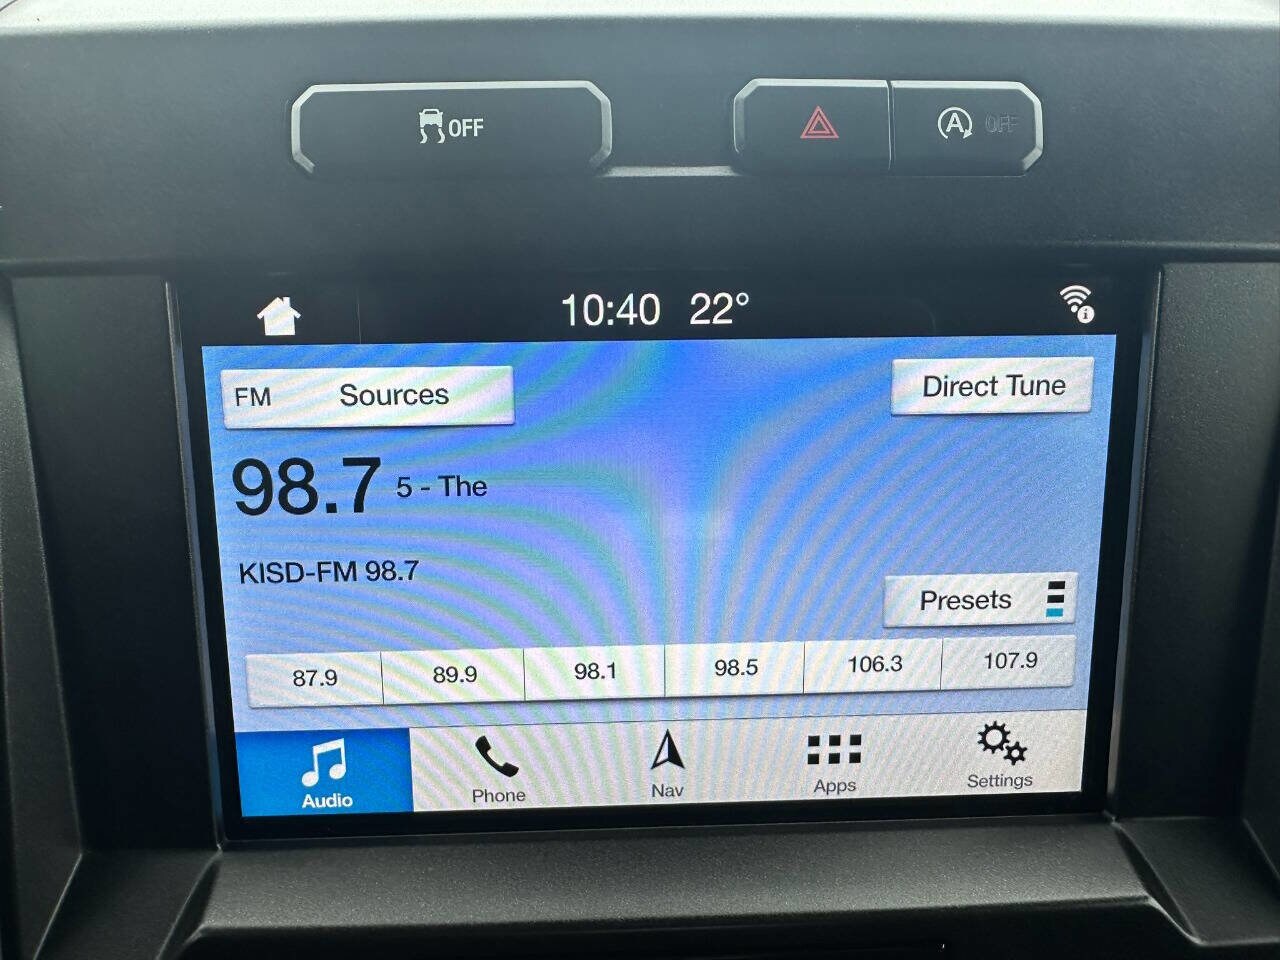 OFF
A OFF
10:40 22°
FM Sources
Direct Tune
98.7 5 - The
KISD-FM 98.7
Presets
87.9 89.9 98.1 98.5 106.3 107.9
Audio Phone Nav Apps Settings